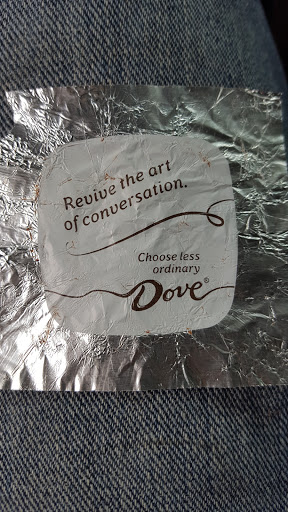 Revive the art
of conversation.
Choose less
ordinary
Dove®